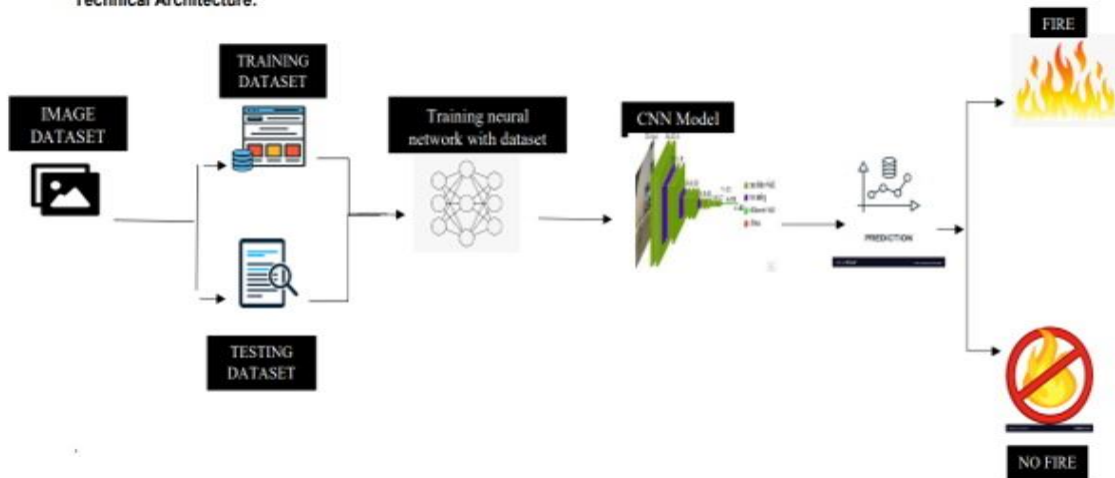 Technical Architecture:
FIRE
TRAINING
DATASET
IMAGE
DATASET
Training neural
network with dataset
CNN Model
PREDICTION
TESTING
DATASET
NO FIRE